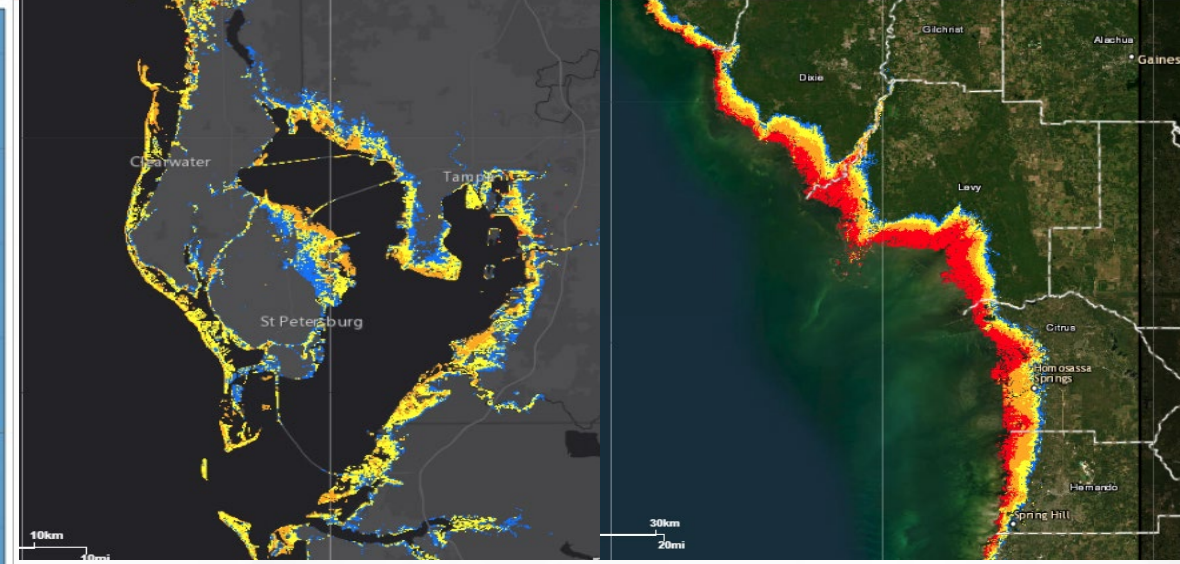 Clearwater
Tampa
St Petersburg
10km
10mi
Gilchrist
Alachua
Gaines
Dixie
Levy
Citrus
Homosassa
Springs
Hernando
Spring Hill
30km
20mi